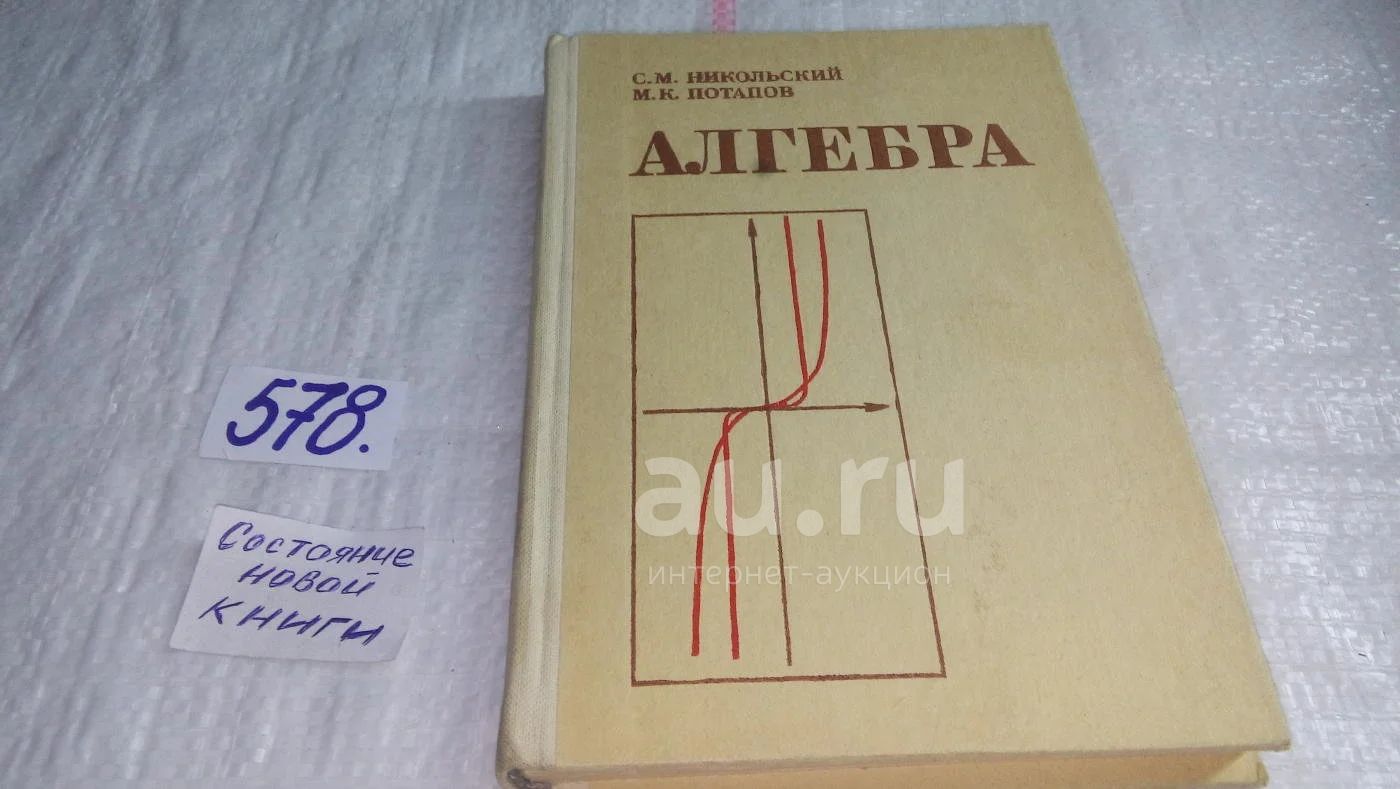 С.М. НИКОЛЬСКИЙ
М.К. ПОТАПОВ
АЛГЕБРА
578.
Состояние
новой
книги
au.ru
интернет-аукцион